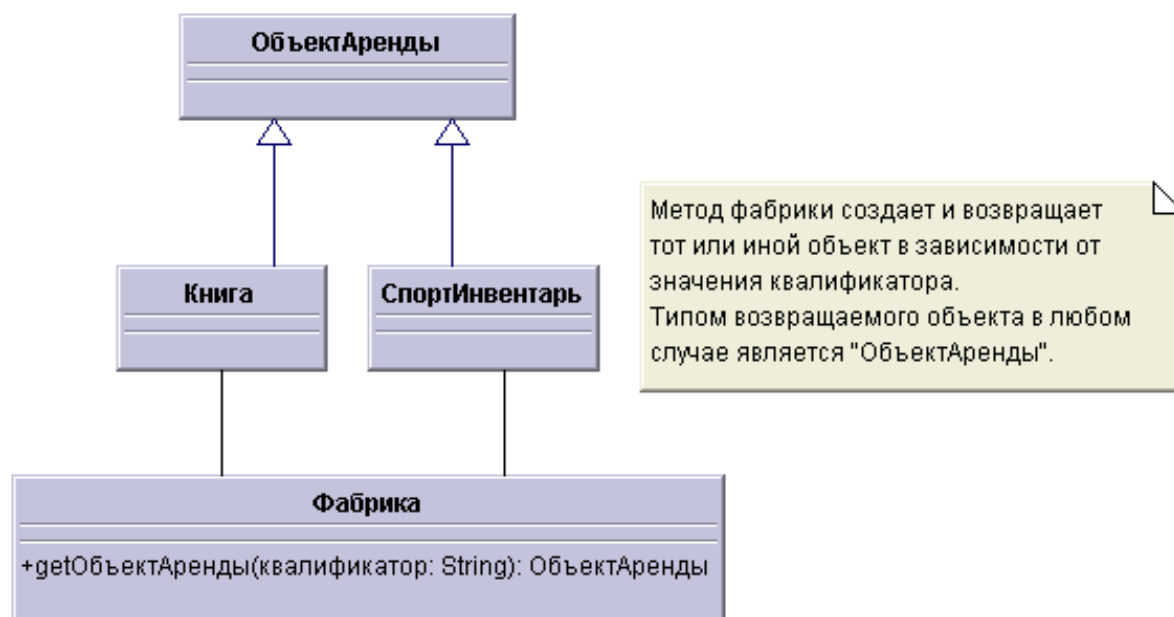 ОбъектАренды
Книга
СпортИнвентарь
Метод фабрики создает и возвращает
тот или иной объект в зависимости от
значения квалификатора.
Типом возвращаемого объекта в любом
случае является "ОбъектАренды".
Фабрика
+getОбъектАренды(квалификатор: String): ОбъектАренды